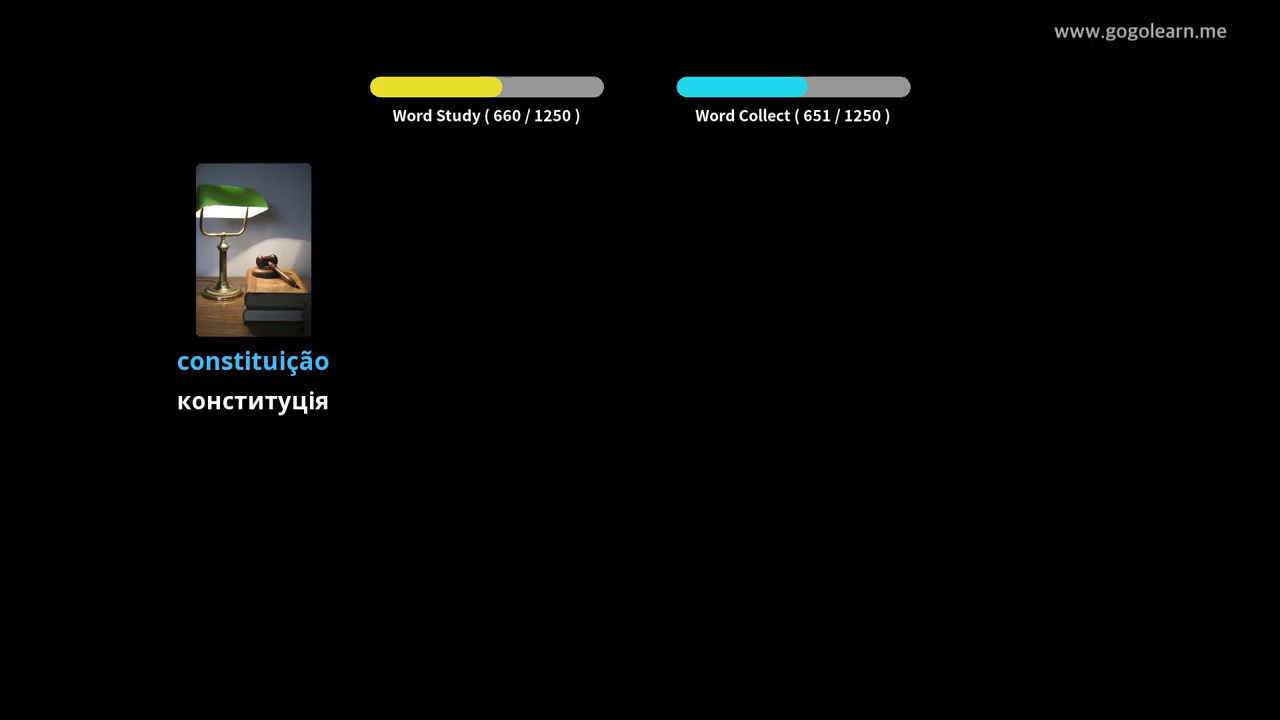 www.gogolearn.me
Word Study ( 660 / 1250 )
Word Collect ( 651 / 1250 )
constituição
конституція